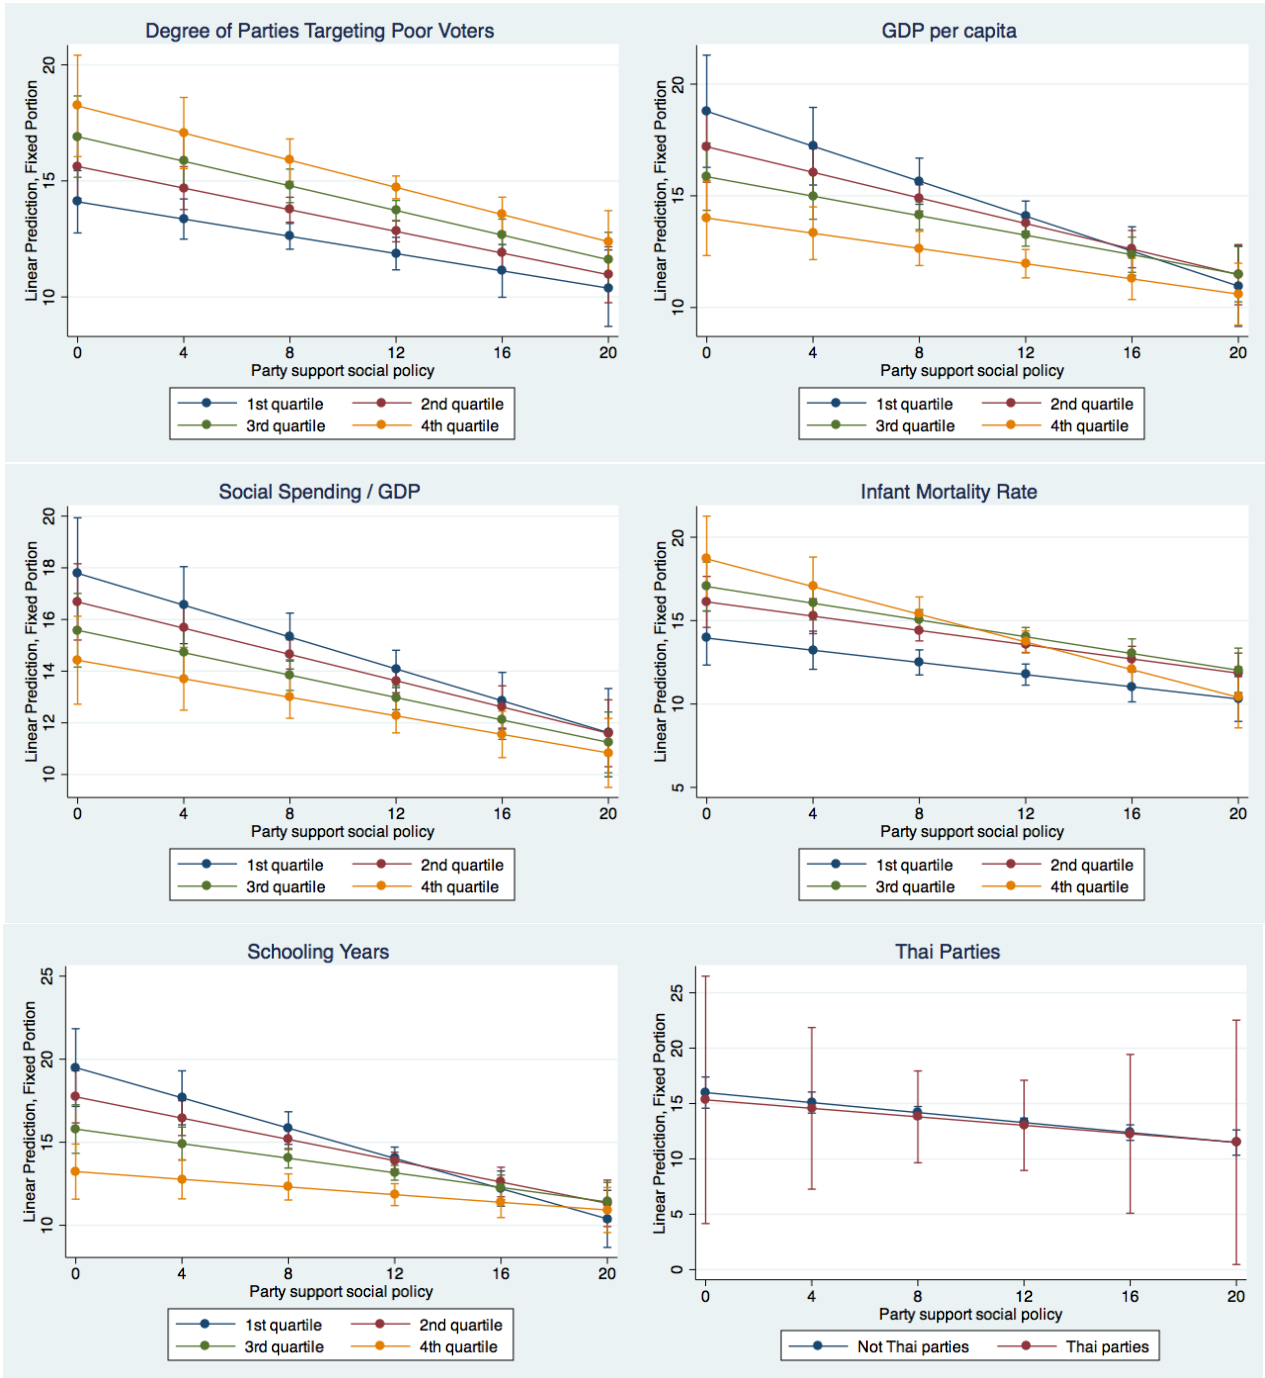 Degree of Parties Targeting Poor Voters
Linear Prediction, Fixed Portion
20
15
10
0 4 8 12 16 20
Party support social policy
1st quartile 2nd quartile
3rd quartile 4th quartile
GDP per capita
Linear Prediction, Fixed Portion
20
15
10
0 4 8 12 16 20
Party support social policy
1st quartile 2nd quartile
3rd quartile 4th quartile
Social Spending / GDP
Linear Prediction, Fixed Portion
20
18
16
14
12
10
0 4 8 12 16 20
Party support social policy
1st quartile 2nd quartile
3rd quartile 4th quartile
Infant Mortality Rate
Linear Prediction, Fixed Portion
20
15
10
5
0 4 8 12 16 20
Party support social policy
1st quartile 2nd quartile
3rd quartile 4th quartile
Schooling Years
Linear Prediction, Fixed Portion
25
20
15
10
0 4 8 12 16 20
Party support social policy
1st quartile 2nd quartile
3rd quartile 4th quartile
Thai Parties
Linear Prediction, Fixed Portion
25
20
15
10
5
0
0 4 8 12 16 20
Party support social policy
Not Thai parties Thai parties